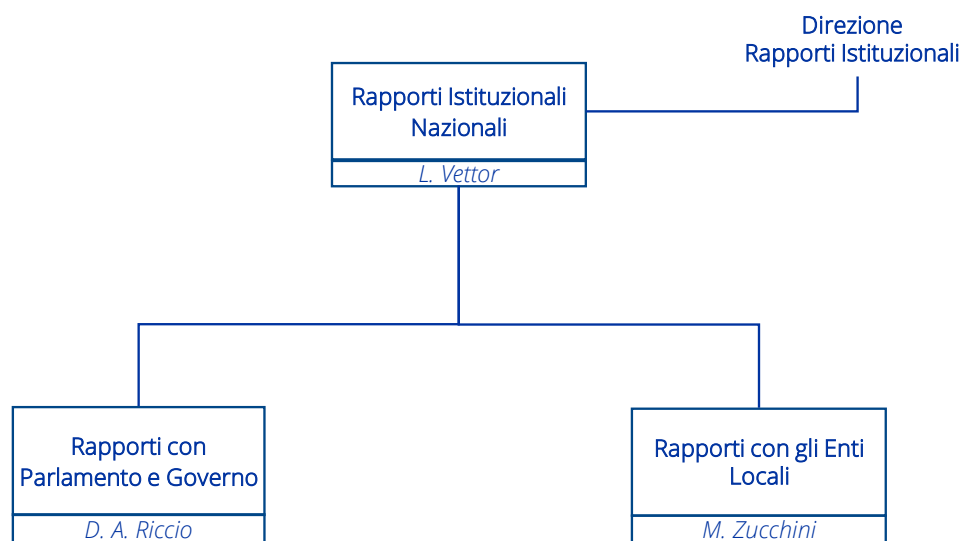 Direzione
Rapporti Istituzionali
Rapporti Istituzionali
Nazionali
L. Vettor
Rapporti con
Parlamento e Governo
D. A. Riccio
Rapporti con gli Enti
Locali
M. Zucchini